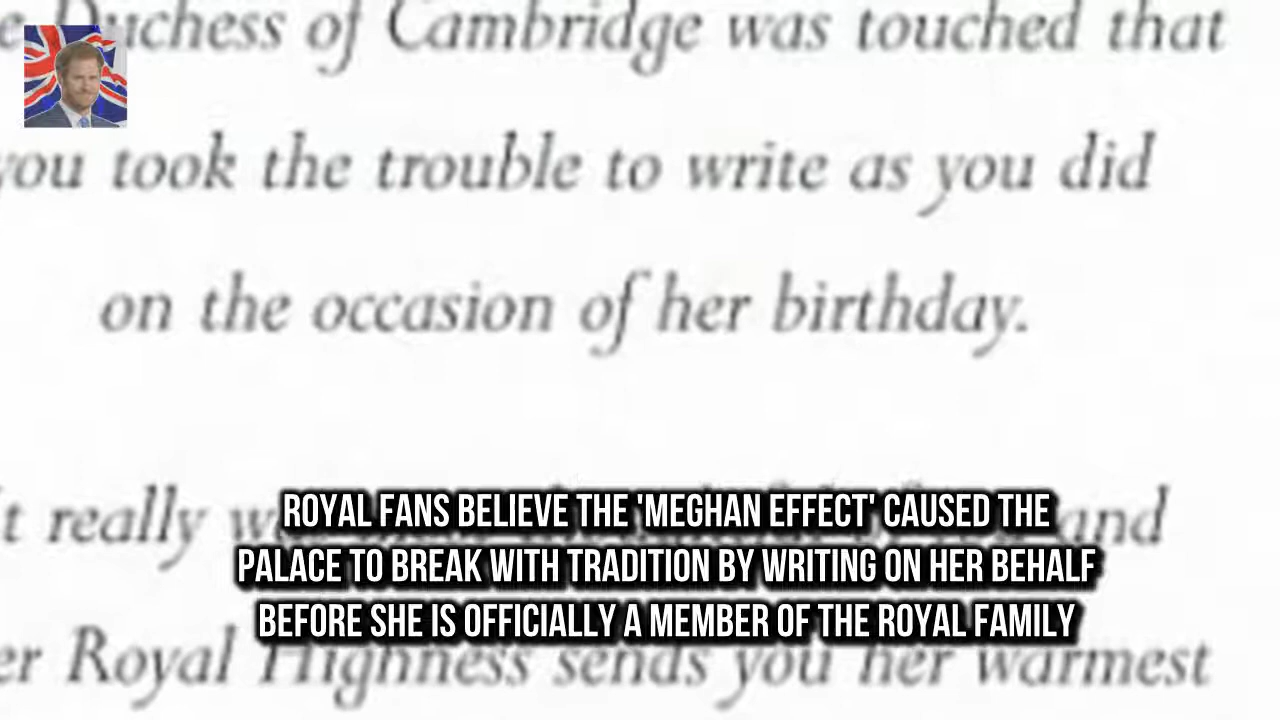 Duchess of Cambridge was touched that
you took the trouble to write as you did
on the occasion of her birthday.
really
and
ROYAL FANS BELIEVE THE 'MEGHAN EFFECT' CAUSED THE
PALACE TO BREAK WITH TRADITION BY WRITING ON HER BEHALF
BEFORE SHE IS OFFICIALLY A MEMBER OF THE ROYAL FAMILY
Royal Highness sends you her warmest